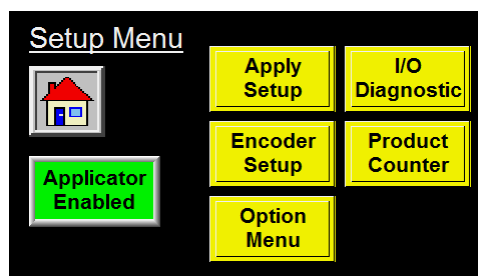 Setup Menu
Apply
Setup
I/O
Diagnostic
Encoder
Setup
Product
Counter
Applicator
Enabled
Option
Menu